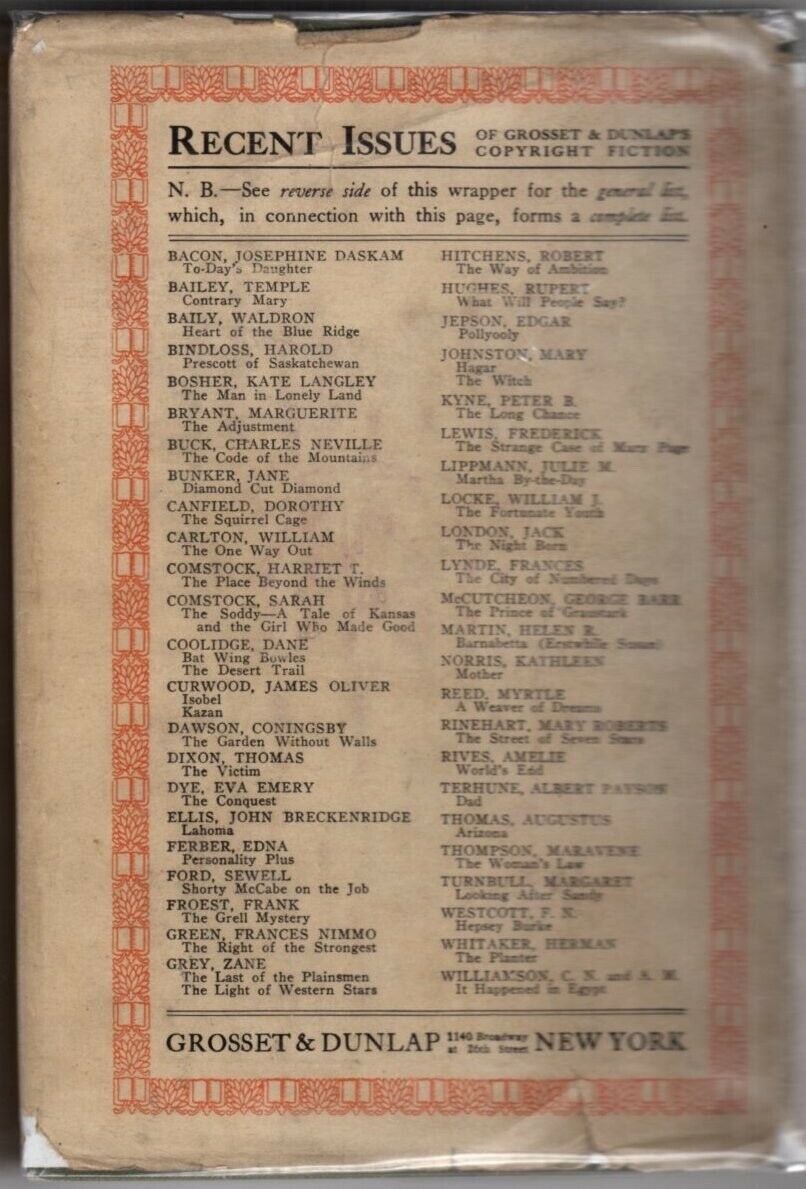 RECENT ISSUES OF GROSSET & DUNLAP'S
COPYRIGHT FICTION
N. B.—See reverse side of this wrapper for the general list,
which, in connection with this page, forms a complete list.
BACON, JOSEPHINE DASKAM
To-Day's Daughter
BAILEY, TEMPLE
Contrary Mary
BAILY, WALDRON
Heart of the Blue Ridge
BINDLOSS, HAROLD
Prescott of Saskatchewan
BOSHER, KATE LANGLEY
The Man in Lonely Land
BRYANT, MARGUERITE
The Adjustment
BUCK, CHARLES NEVILLE
The Code of the Mountains
BUNKER, JANE
Diamond Cut Diamond
CANFIELD, DOROTHY
The Squirrel Cage
CARLTON, WILLIAM
The One Way Out
COMSTOCK, HARRIET T.
The Place Beyond the Winds
COMSTOCK, SARAH
The Soddy—A Tale of Kansas
and the Girl Who Made Good
COOLIDGE, DANE
Bat Wing Bowles
The Desert Trail
CURWOOD, JAMES OLIVER
Isobel
Kazan
DAWSON, CONINGSBY
The Garden Without Walls
DIXON, THOMAS
The Victim
DYE, EVA EMERY
The Conquest
ELLIS, JOHN BRECKENRIDGE
Lahoma
FERBER, EDNA
Personality Plus
FORD, SEWELL
Shorty McCabe on the Job
FROEST, FRANK
The Grell Mystery
GREEN, FRANCES NIMMO
The Right of the Strongest
GREY, ZANE
The Last of the Plainsmen
The Light of Western Stars
HITCHENS, ROBERT
The Way of Ambition
HUGHES, RUPERT
What Will People Say?
JEPSON, EDGAR
Pollyooly
JOHNSTON, MARY
Hagar
The Witch
KYNE, PETER B.
The Long Chance
LEWIS, FREDERICK
The Strange Case of Mary Page
LIPPMANN, JULIE M.
Martha By-the-Day
LOCKE, WILLIAM J.
The Fortunate Youth
LONDON, JACK
The Night Born
LYNDE, FRANCES
The City of Numbered Days
McCUTCHEON, GEORGE BARR
The Prince of Graustark
MARTIN, HELEN R.
Barnabetta (Erstwhile Susan)
NORRIS, KATHLEEN
Mother
REED, MYRTLE
A Weaver of Dreams
RINEHART, MARY ROBERTS
The Street of Seven Stars
RIVES, AMELIE
World's End
TERHUNE, ALBERT PAYSON
Dad
THOMAS, AUGUSTUS
Arizona
THOMPSON, MARAVENE
The Woman's Law
TURNBULL, MARGARET
Looking After Sandy
WESTCOTT, F. N.
Hepsey Burke
WHITAKER, HERMAN
The Planter
WILLIAMSON, C. N. and A. M.
It Happened in Egypt
GROSSET & DUNLAP 1140 Broadway
at 26th Street NEW YORK